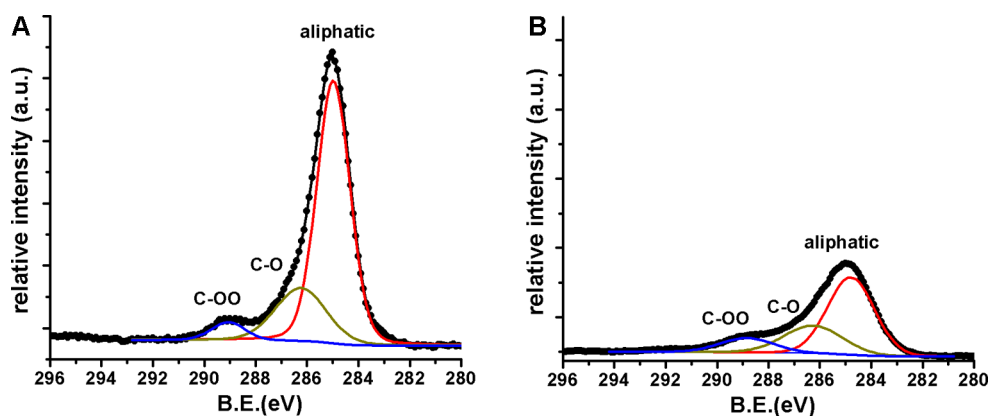 A
aliphatic
C-O
C-OO
relative intensity (a.u.)
296 294 292 290 288 286 284 282 280
B.E.(eV)
B
aliphatic
C-O
C-OO
relative intensity (a.u.)
296 294 292 290 288 286 284 282 280
B.E.(eV)